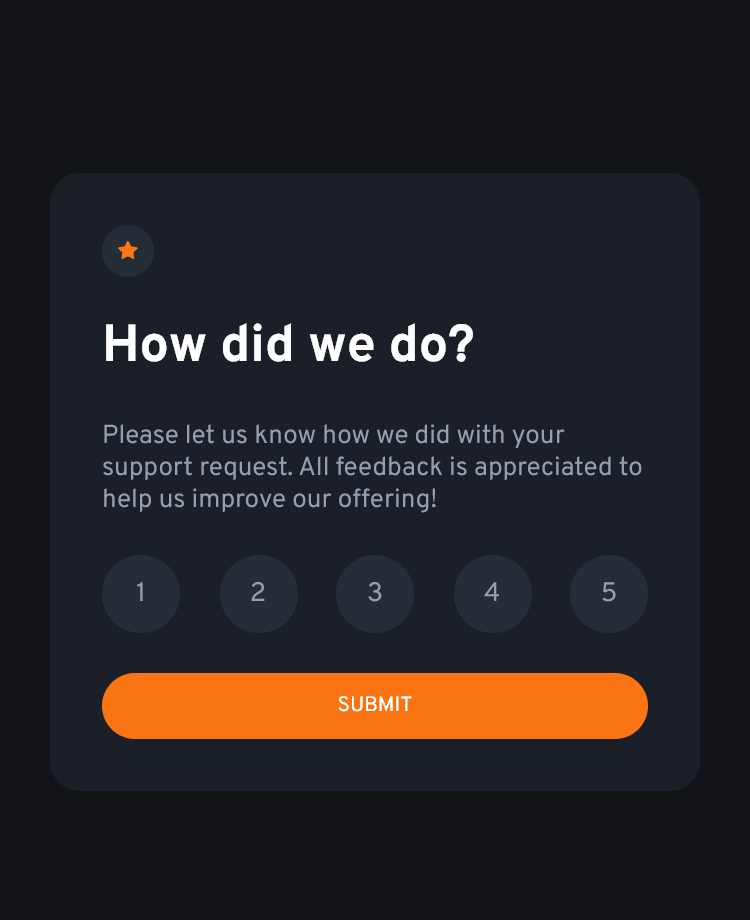 How did we do?
Please let us know how we did with your
support request. All feedback is appreciated to
help us improve our offering!
1 2 3 4 5
SUBMIT